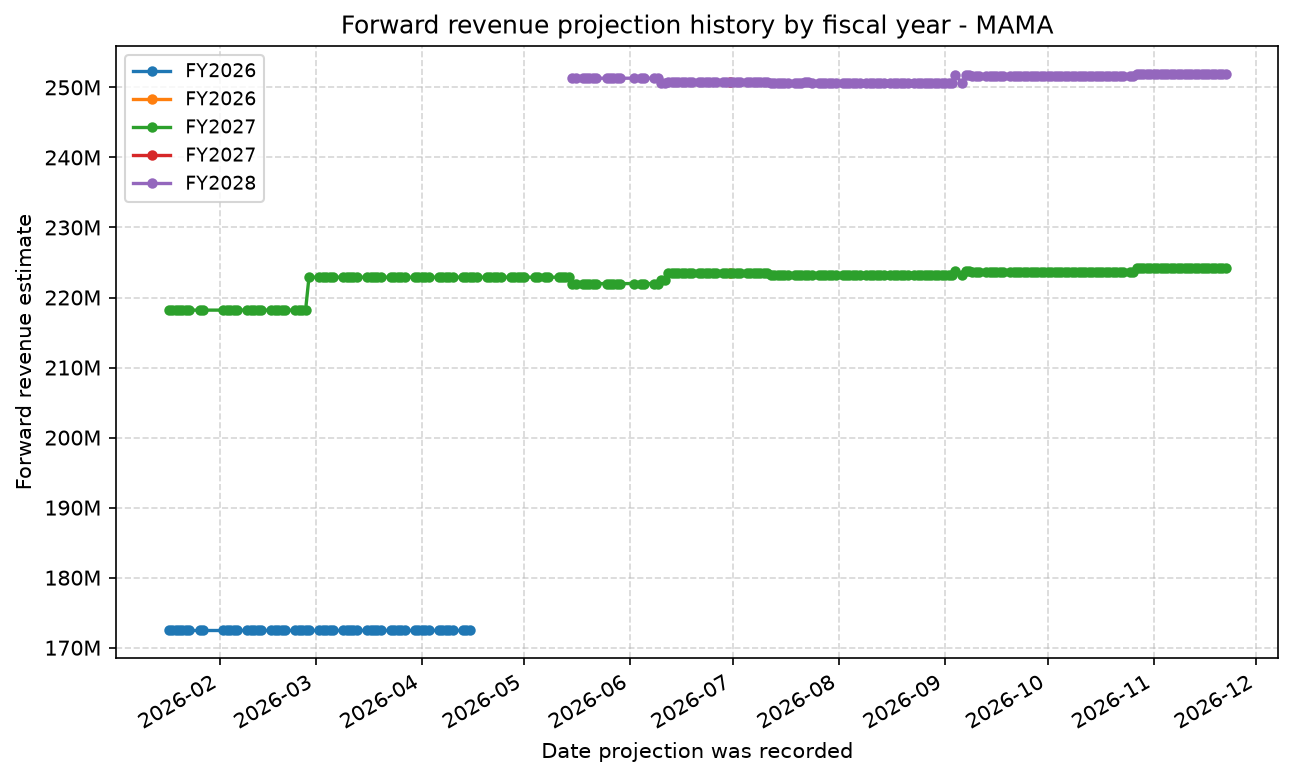 Forward revenue projection history by fiscal year - MAMA
FY2026
FY2026
FY2027
FY2027
FY2028
Forward revenue estimate
250M
240M
230M
220M
210M
200M
190M
180M
170M
2026-02
2026-03
2026-04
2026-05
2026-06
2026-07
2026-08
2026-09
2026-10
2026-11
2026-12
Date projection was recorded